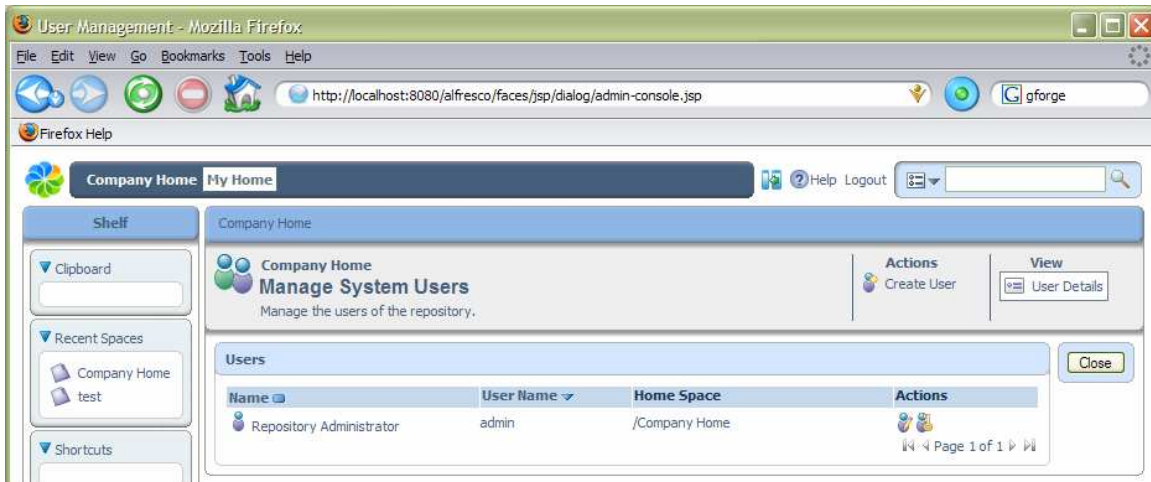 User Management - Mozilla Firefox
File Edit View Go Bookmarks Tools Help
http://localhost:8080/alfresco/faces/jsp/dialog/admin-console.jsp
G gforge
Firefox Help
Company Home My Home
Help Logout
Shelf
Company Home
Clipboard
Company Home
Manage System Users
Manage the users of the repository.
Actions
Create User
View
User Details
Recent Spaces
Company Home
test
Shortcuts
Users
Close
Name User Name Home Space Actions
Repository Administrator admin /Company Home
Page 1 of 1